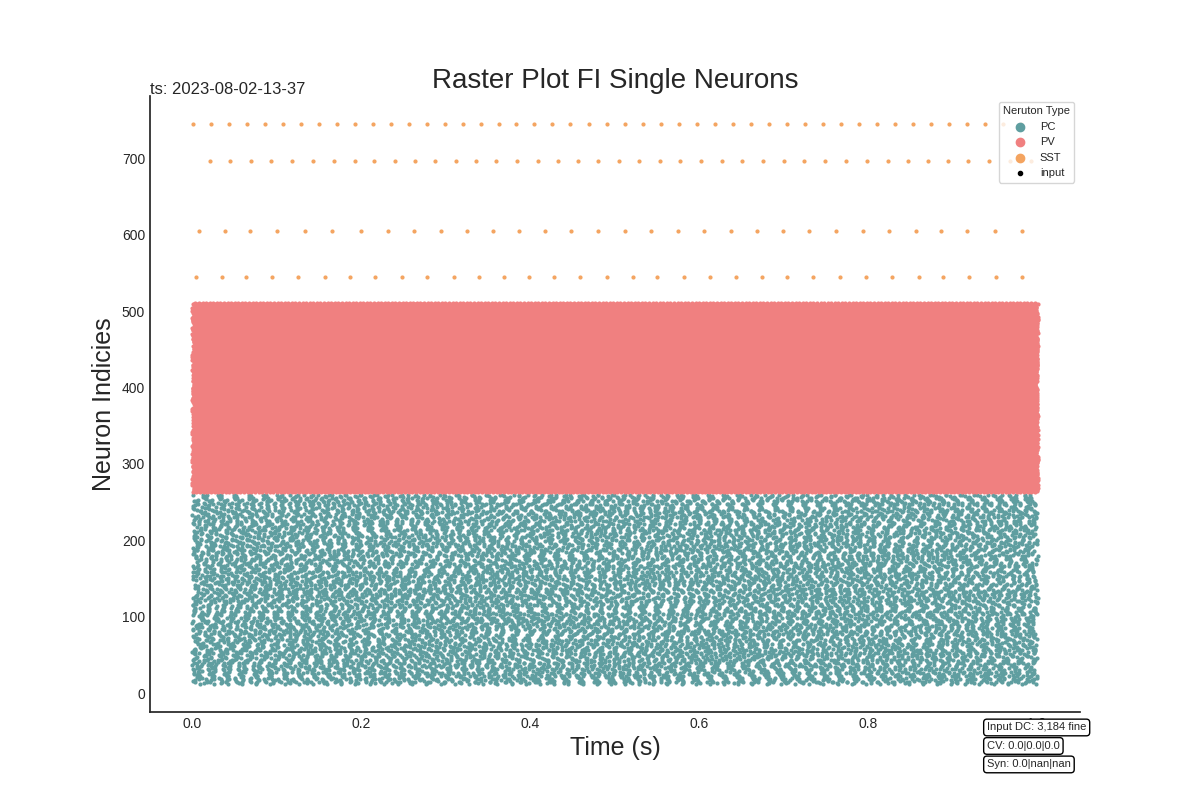 Raster Plot FI Single Neurons
ts: 2023-08-02-13-37
Neruton Type
PC
PV
SST
input
Neuron Indicies
700
600
500
400
300
200
100
0
0.0
0.2
0.4
0.6
0.8
Time (s)
Input DC: 3,184 fine
CV: 0.0|0.0|0.0
Syn: 0.0|nan|nan